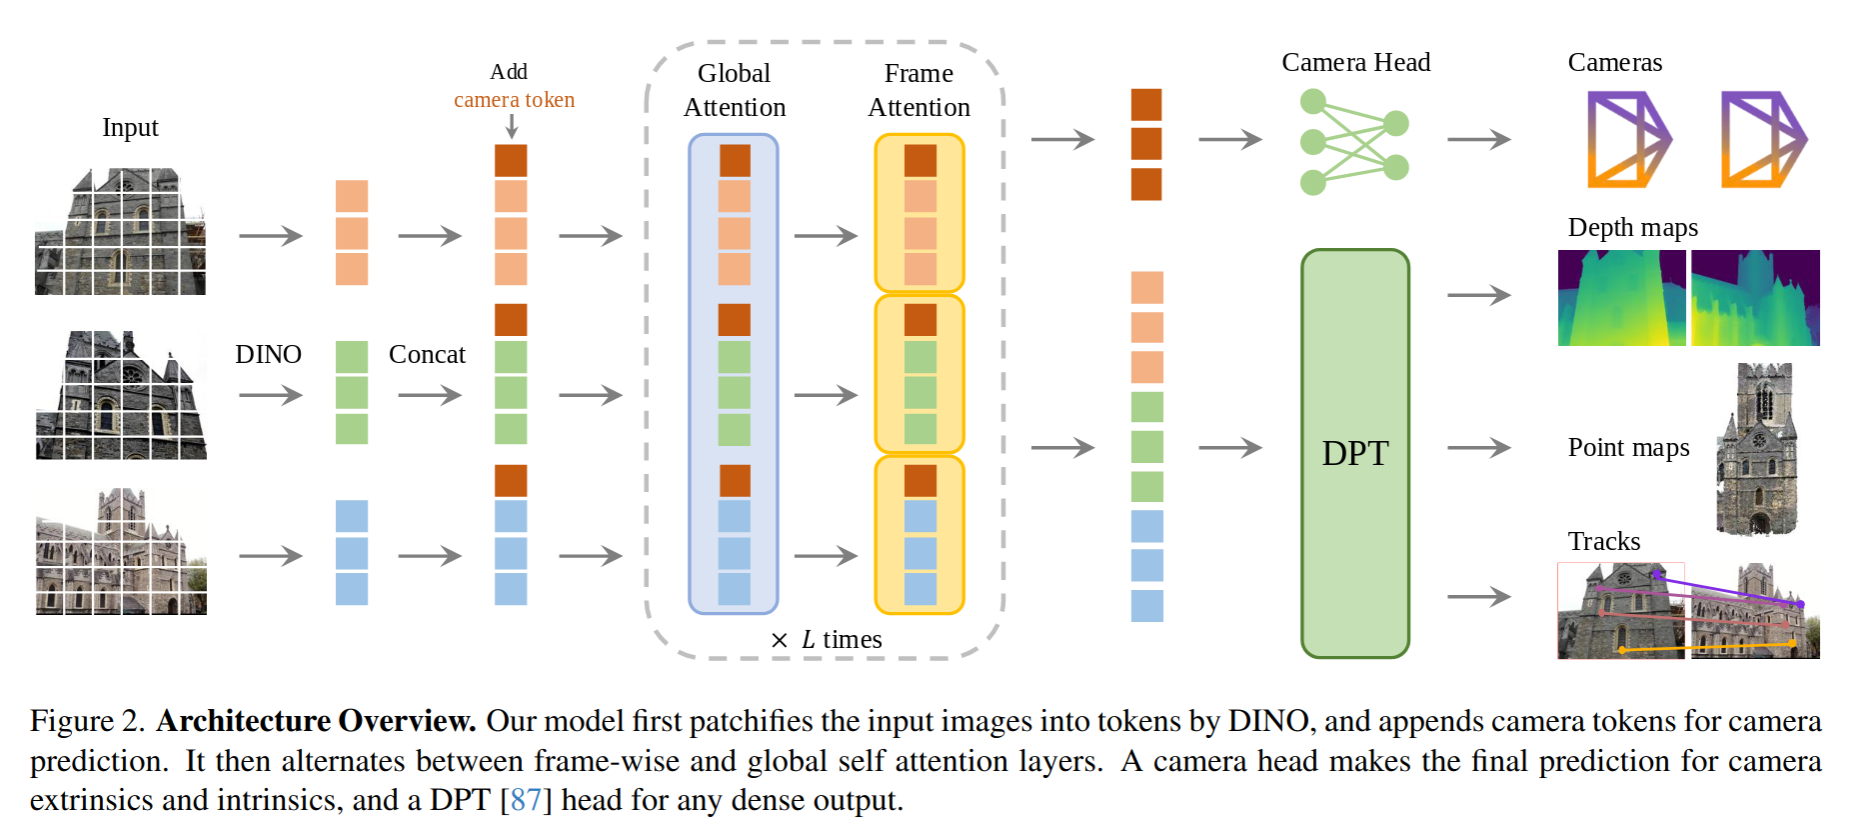 Input
DINO
Concat
Add
camera token
Global
Attention
Frame
Attention
× L times
Camera Head
DPT
Cameras
Depth maps
Point maps
Tracks
Figure 2. Architecture Overview. Our model first patchifies the input images into tokens by DINO, and appends camera tokens for camera
prediction. It then alternates between frame-wise and global self attention layers. A camera head makes the final prediction for camera
extrinsics and intrinsics, and a DPT [87] head for any dense output.